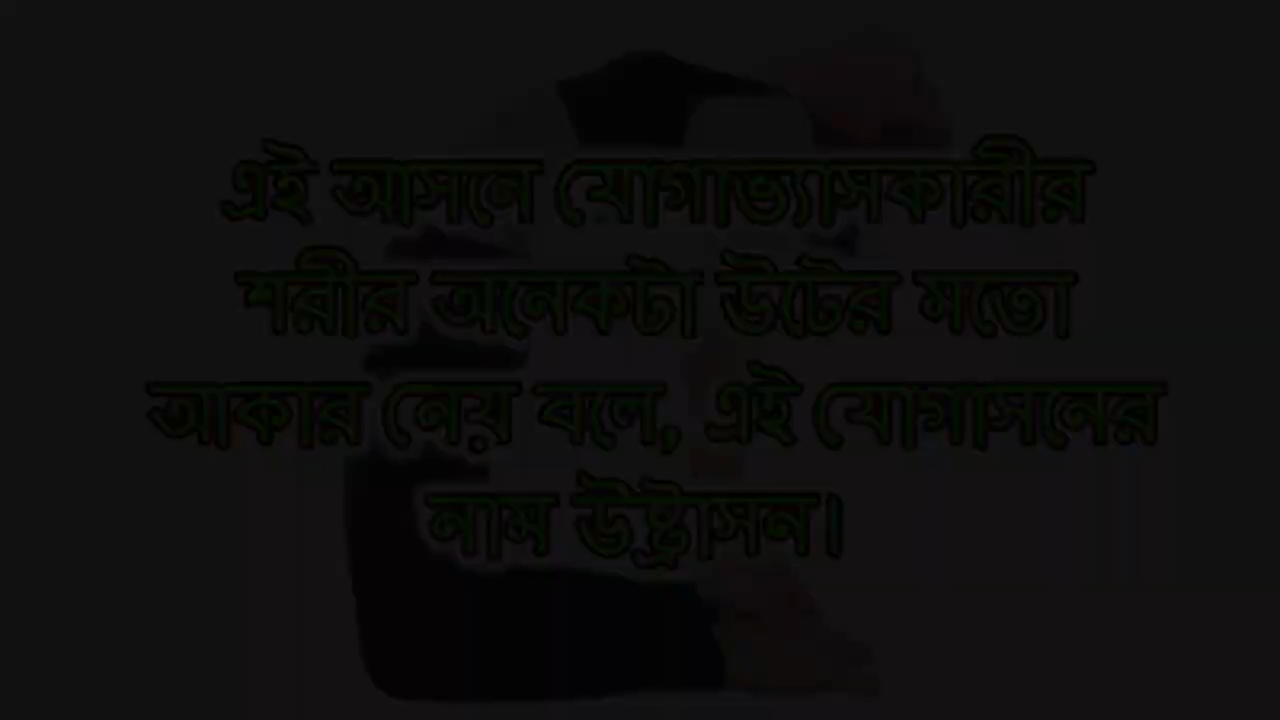 এই আসনে যোগাভ্যাসকারীর
শরীর অনেকটা উটের মতো
আকার নেয় বলে, এই যোগাসনের
নাম উষ্ট্রাসন।